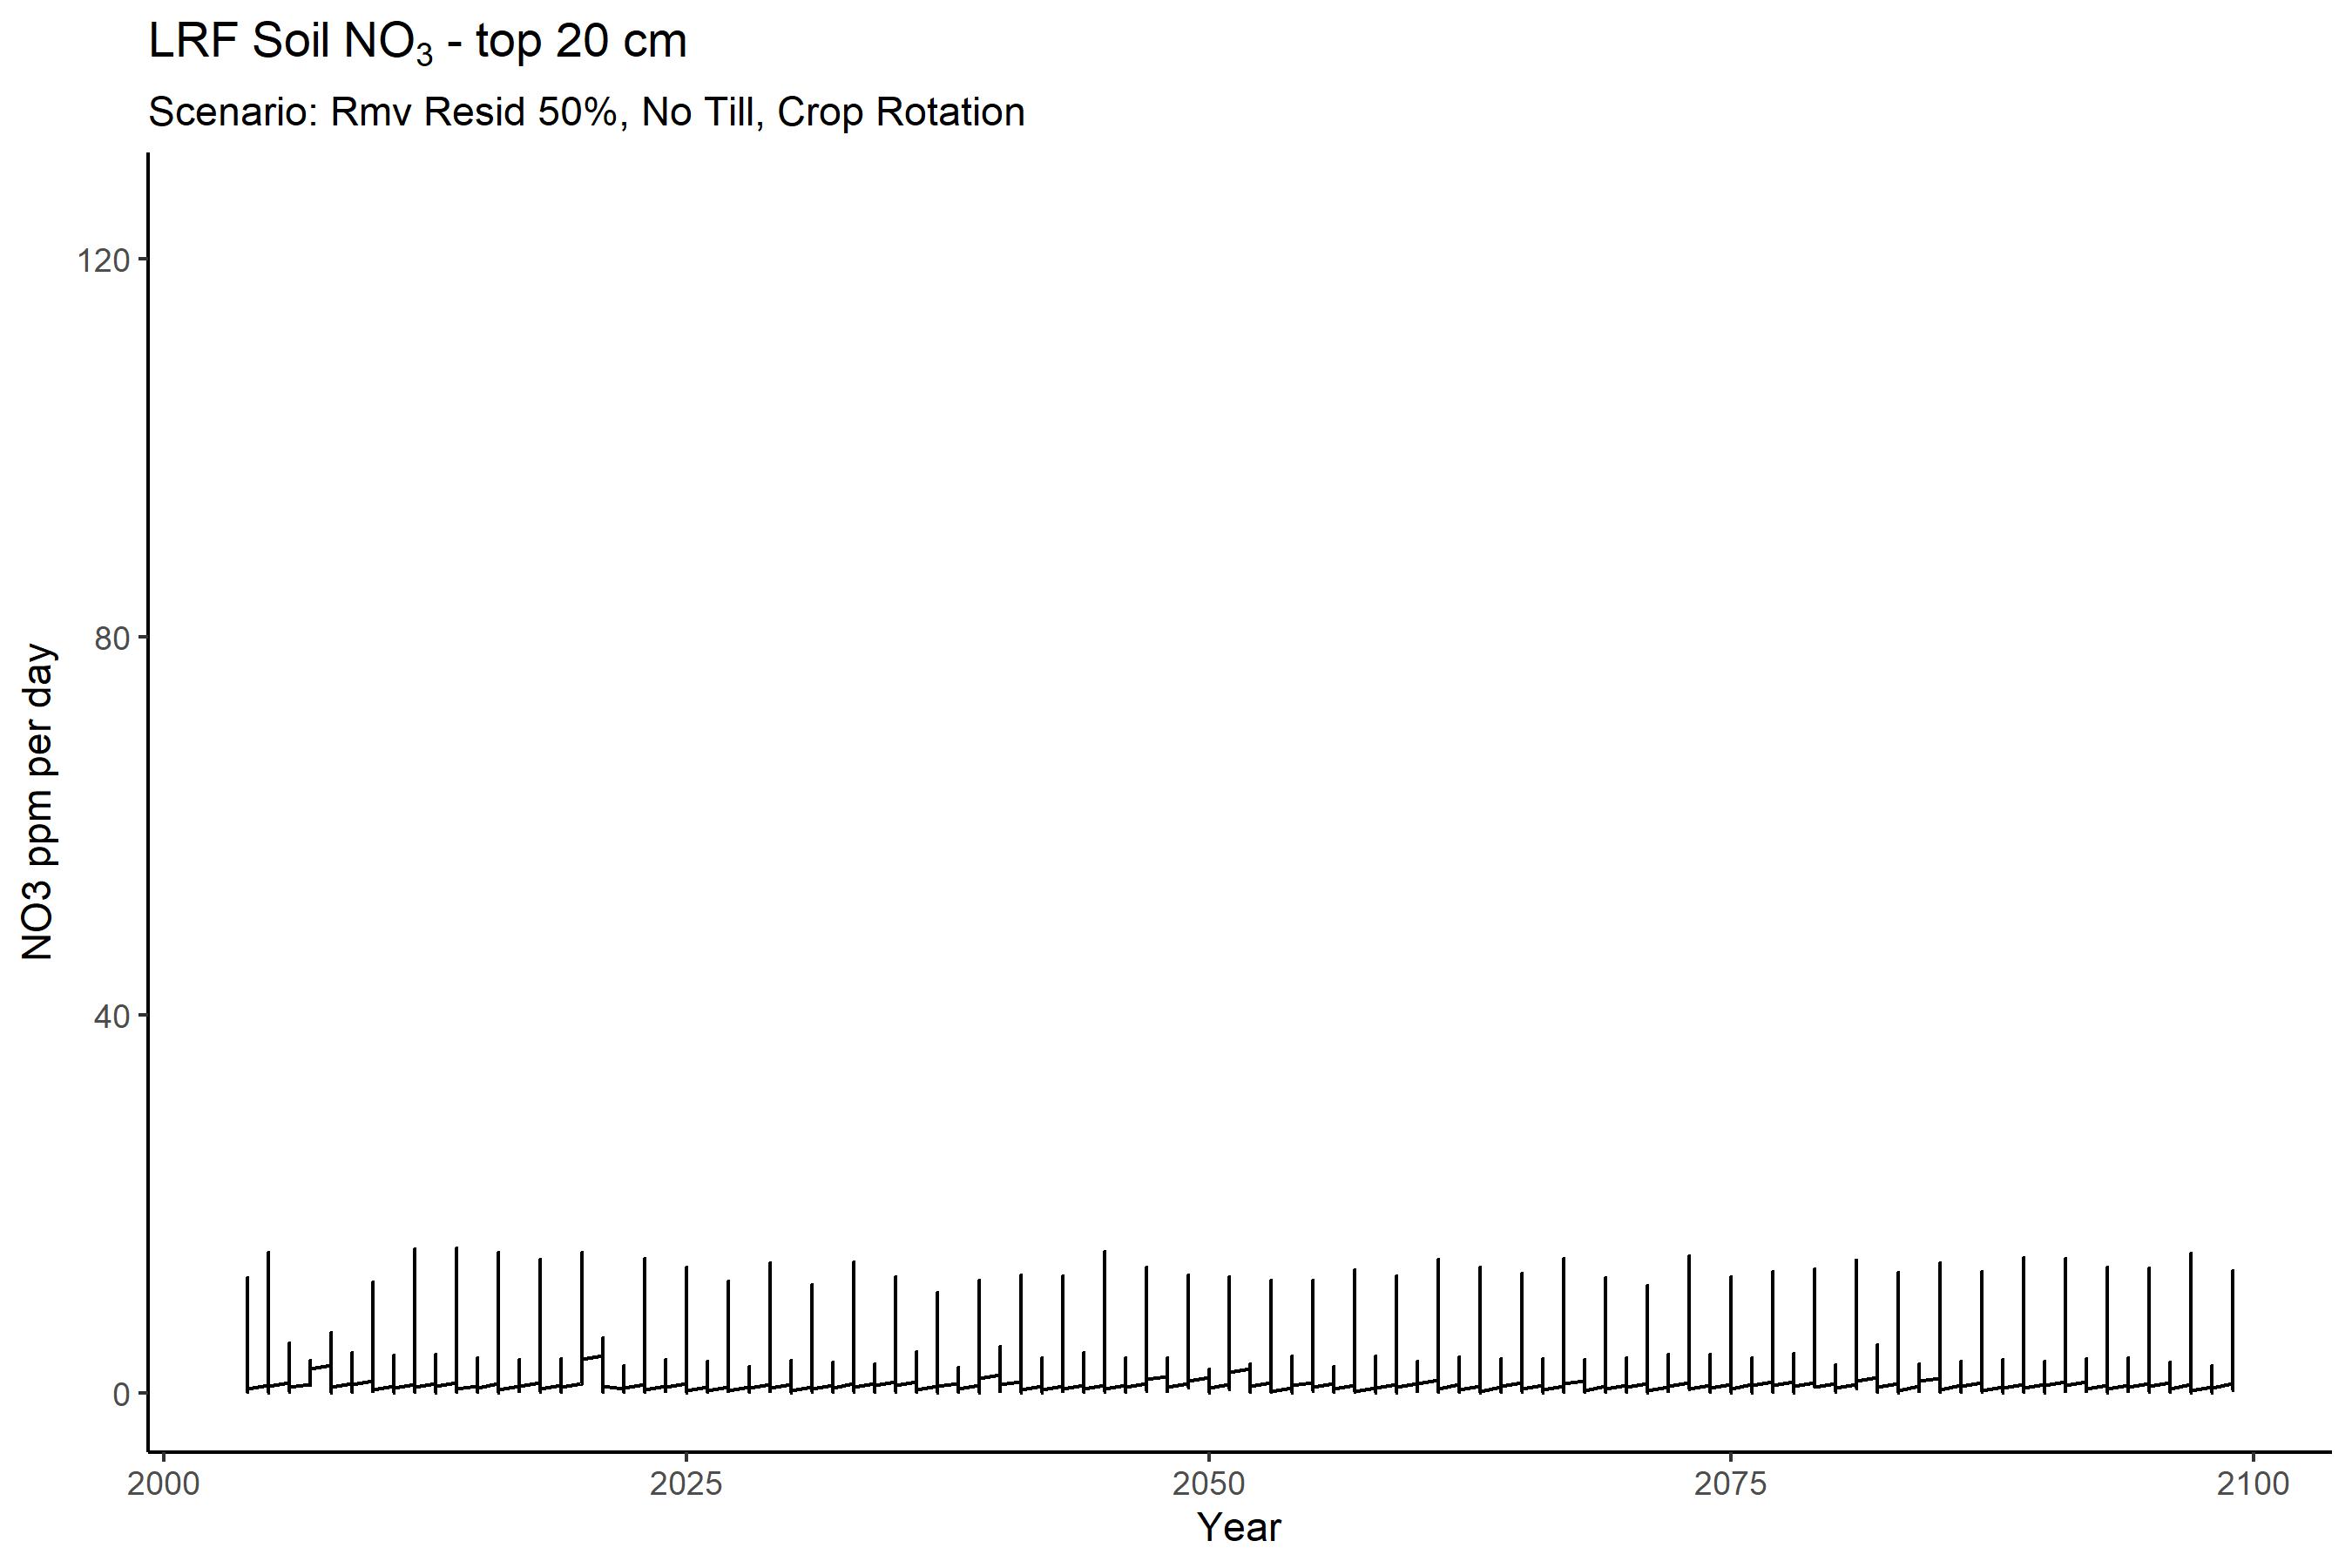 LRF Soil NO₃ - top 20 cm
Scenario: Rmv Resid 50%, No Till, Crop Rotation
NO3 ppm per day
120
80
40
0
2000 2025 2050 2075 2100
Year